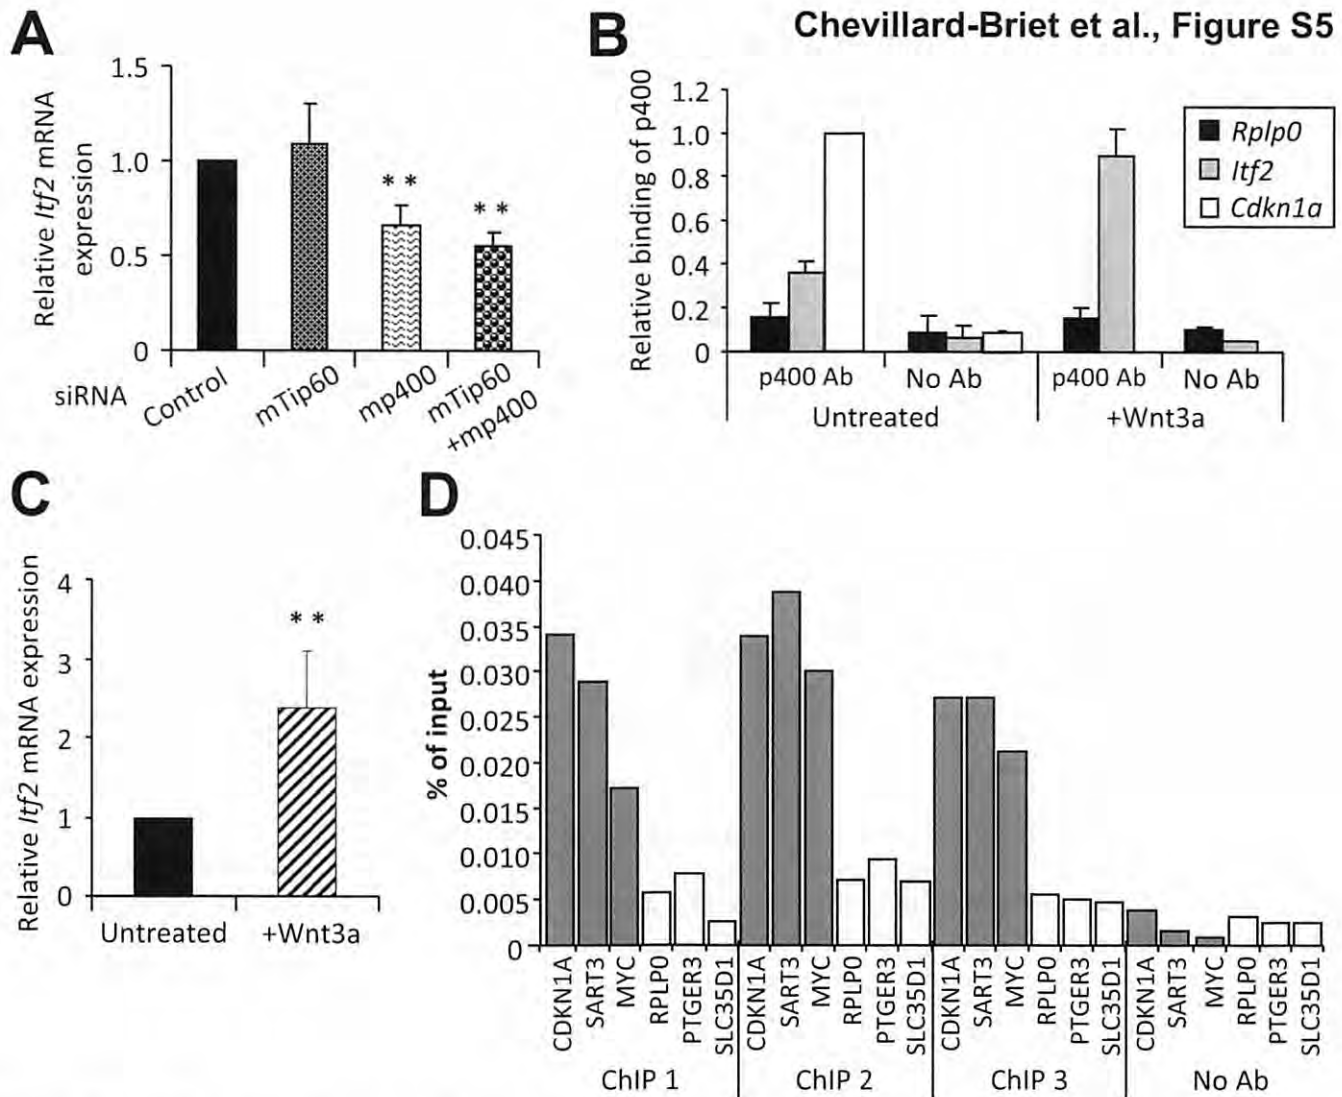 Chevillard-Briet et al., Figure S5
A
Relative Itf2 mRNA
expression
1.5
1.0
0.5
0
* *
* *
siRNA
Control
mTip60
mp400
mTip60
+mp400
B
Relative binding of p400
1.2
1.0
0.8
0.6
0.4
0.2
0
Rplp0
Itf2
Cdkn1a
p400 Ab
No Ab
p400 Ab
No Ab
Untreated
+Wnt3a
C
Relative Itf2 mRNA expression
4
3
2
1
0
* *
Untreated
+Wnt3a
D
% of input
0.045
0.040
0.035
0.030
0.025
0.020
0.015
0.010
0.005
0
CDKN1A
SART3
MYC
RPLP0
PTGER3
SLC35D1
CDKN1A
SART3
MYC
RPLP0
PTGER3
SLC35D1
CDKN1A
SART3
MYC
RPLP0
PTGER3
SLC35D1
CDKN1A
SART3
MYC
RPLP0
PTGER3
SLC35D1
ChIP 1
ChIP 2
ChIP 3
No Ab